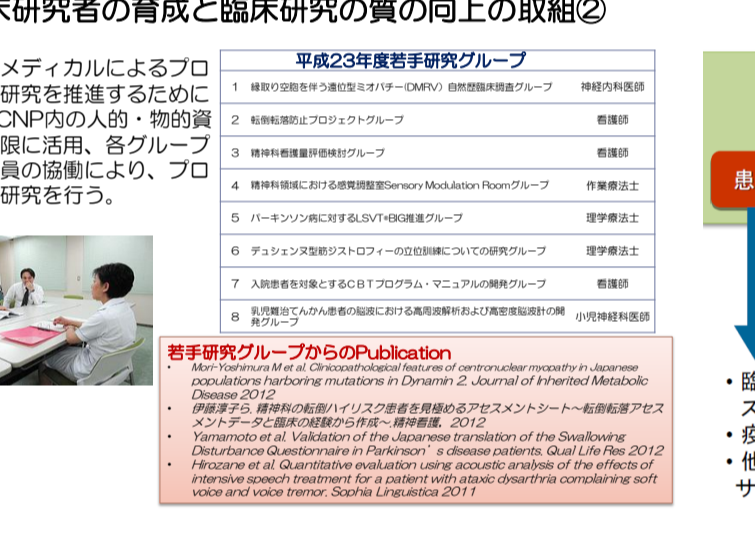 研究者の育成と臨床研究の質の向上の取組②
メディカルによるプロ
研究を推進するために
CNP内の人的・物的資
限に活用、各グループ
員の協働により、プロ
研究を行う。
平成23年度若手研究グループ
1 縁取り空胞を伴う遠位型ミオパチー(DMRV）自然歴臨床調査グループ 神経内科医師
2 転倒転落防止プロジェクトグループ 看護師
3 精神科看護量評価検討グループ 看護師
4 精神科領域における感覚調整室Sensory Modulation Roomグループ 作業療法士
5 パーキンソン病に対するLSVT®BIG推進グループ 理学療法士
6 デュシェンヌ型筋ジストロフィーの立位訓練についての研究グループ 理学療法士
7 入院患者を対象とするＣＢＴプログラム・マニュアルの開発グループ 看護師
8 乳児難治てんかん患者の脳波における高周波解析および高密度脳波計の開
発グループ 小児神経科医師
若手研究グループからのPublication
• Mori-Yoshimura M et al, Clinicopathological features of centronuclear myopathy in Japanese
populations harboring mutations in Dynamin 2, Journal of Inherited Metabolic
Disease 2012
• 伊藤淳子ら, 精神科の転倒ハイリスク患者を見極めるアセスメントシート～転倒転落アセス
メントデータと臨床の経験から作成～,精神看護, 2012
• Yamamoto et al, Validation of the Japanese translation of the Swallowing
Disturbance Questionnaire in Parkinson’s disease patients, Qual Life Res 2012
• Hirozane et al. Quantitative evaluation using acoustic analysis of the effects of
intensive speech treatment for a patient with ataxic dysarthria complaining soft
voice and voice tremor, Sophia Linguistica 2011
患
• 臨
ス
• 疫
• 他
サ